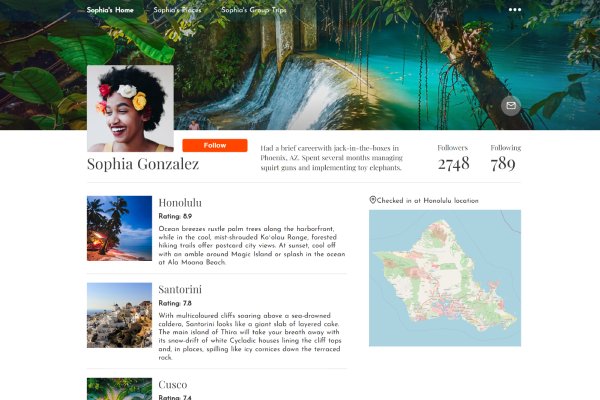 Sophia's Home Sophia's Places Sophia's Group Trips
Follow
Sophia Gonzalez
Had a brief careerwith jack-in-the-boxes in
Phoenix, AZ. Spent several months managing
squirt guns and implementing toy elephants.
Followers Following
2748 789
Honolulu
Rating: 8.9
Ocean breezes rustle palm trees along the harborfront,
while in the cool, mist-shrouded Koʻolau Range, forested
hiking trails offer postcard city views. At sunset, cool off
with an amble around Magic Island or splash in the ocean
at Ala Moana Beach.
Checked in at Honolulu location
Santorini
Rating: 7.8
With multicoloured cliffs soaring above a sea-drowned
caldera, Santorini looks like a giant slab of layered cake.
The main island of Thira will take your breath away with
its snow-drift of white Cycladic houses lining the cliff tops
and, in places, spilling like icy cornices down the terraced
rock.
Cusco
Rating: 7.4